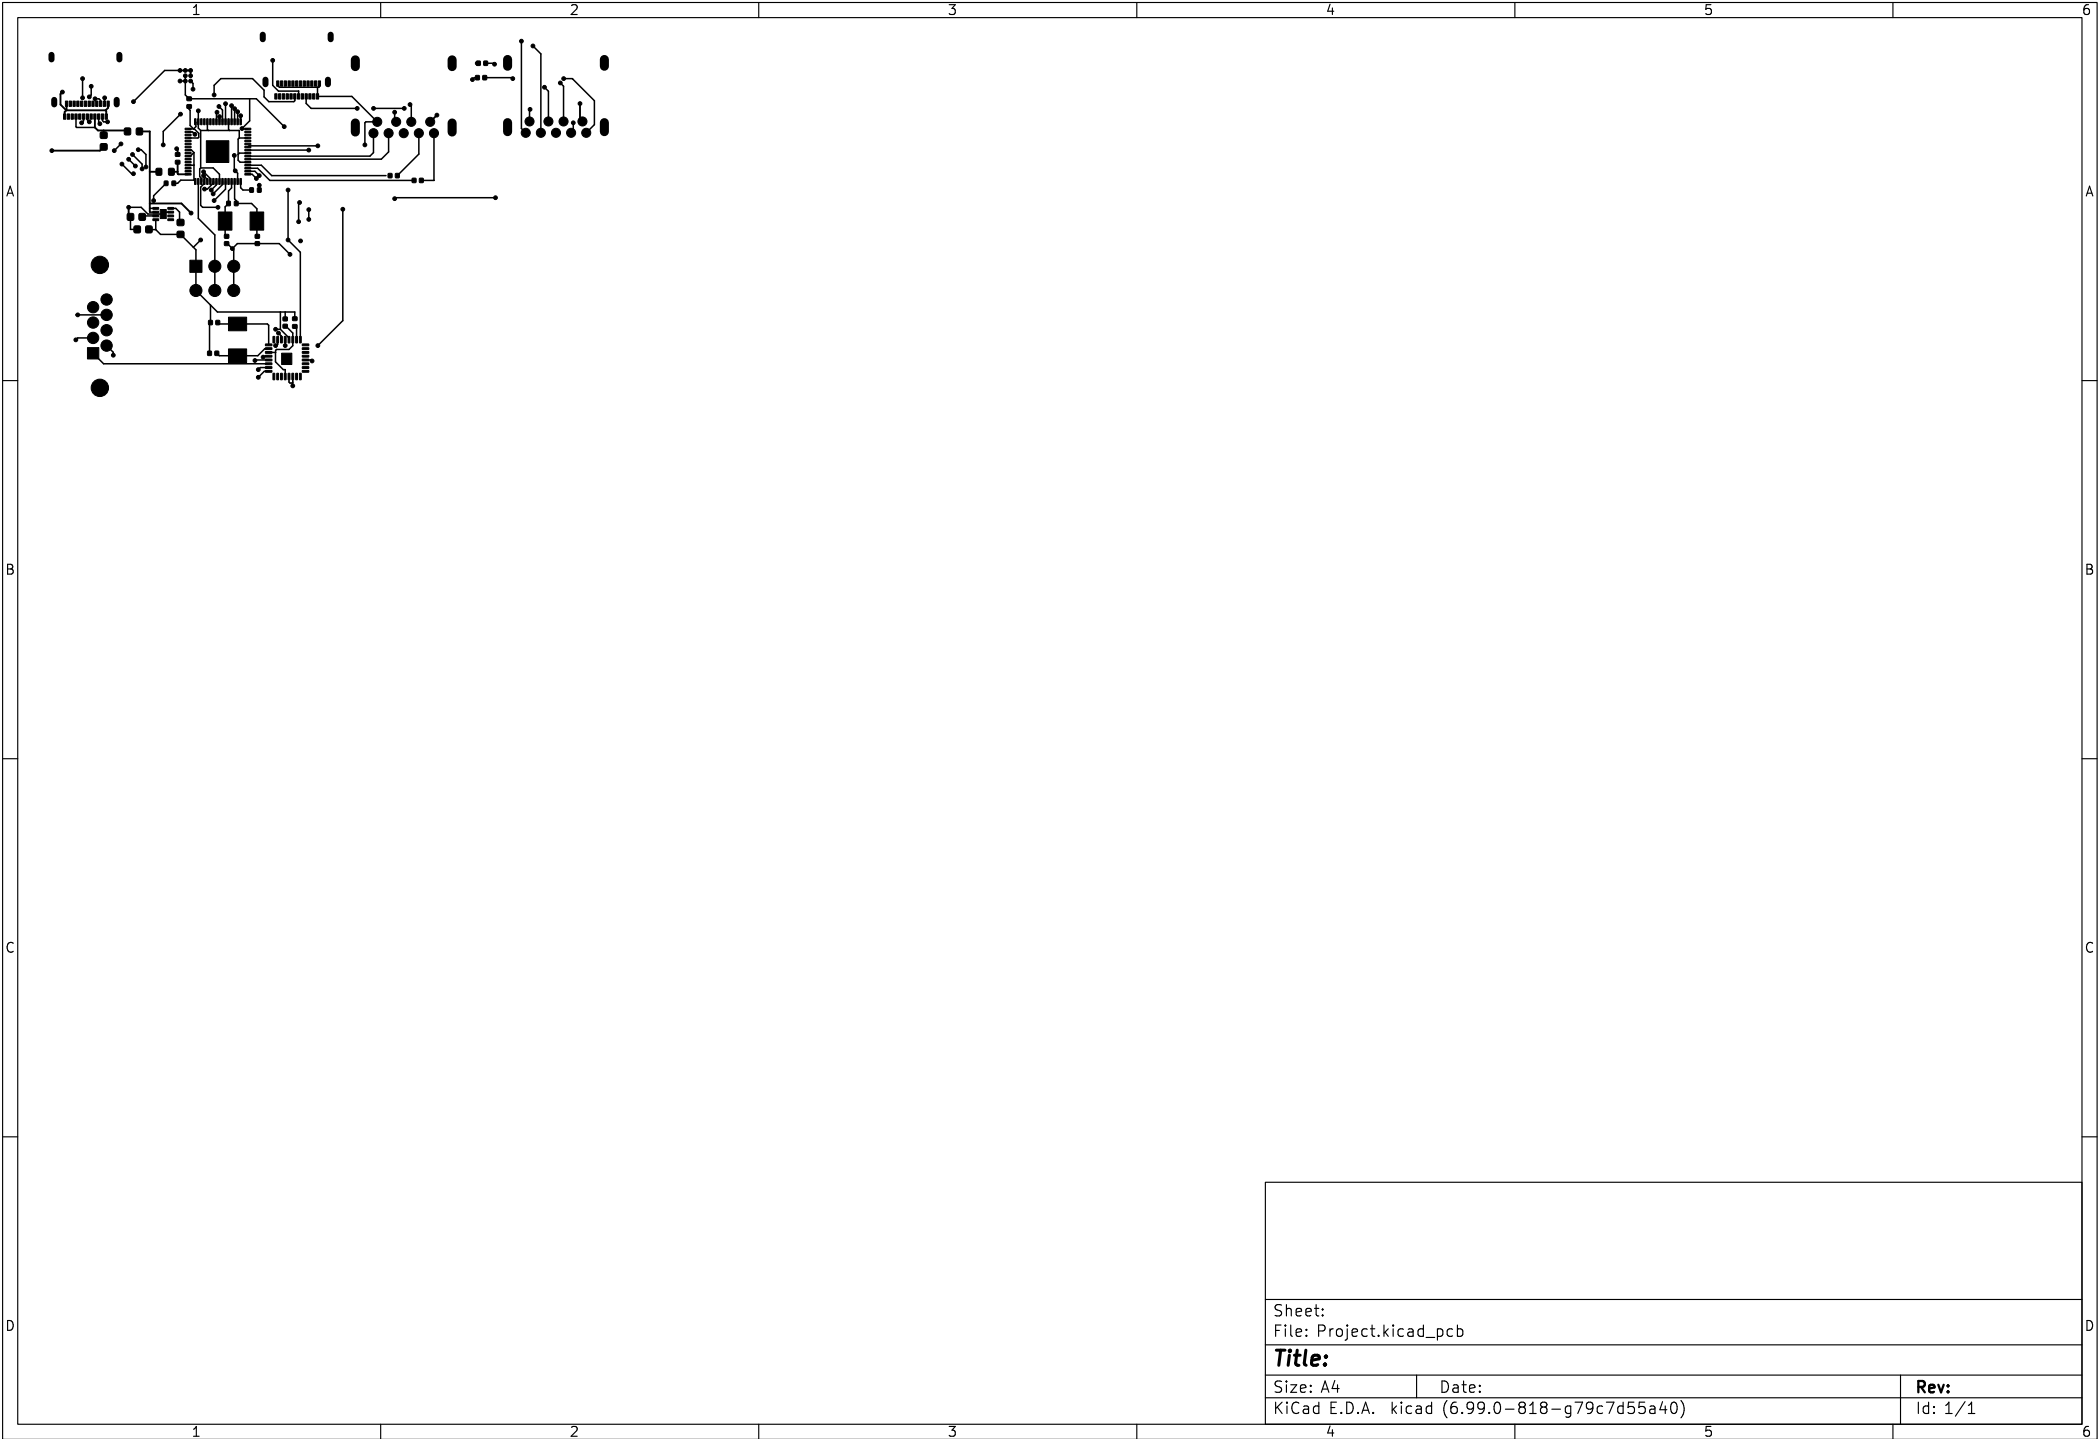 1 2 3 4 5 6
A A
B B
C C
Sheet:
File: Project.kicad_pcb
D D
Title:
Size: A4 Date: Rev:
KiCad E.D.A. kicad (6.99.0-818-g79c7d55a40) Id: 1/1
1 2 3 4 5 6